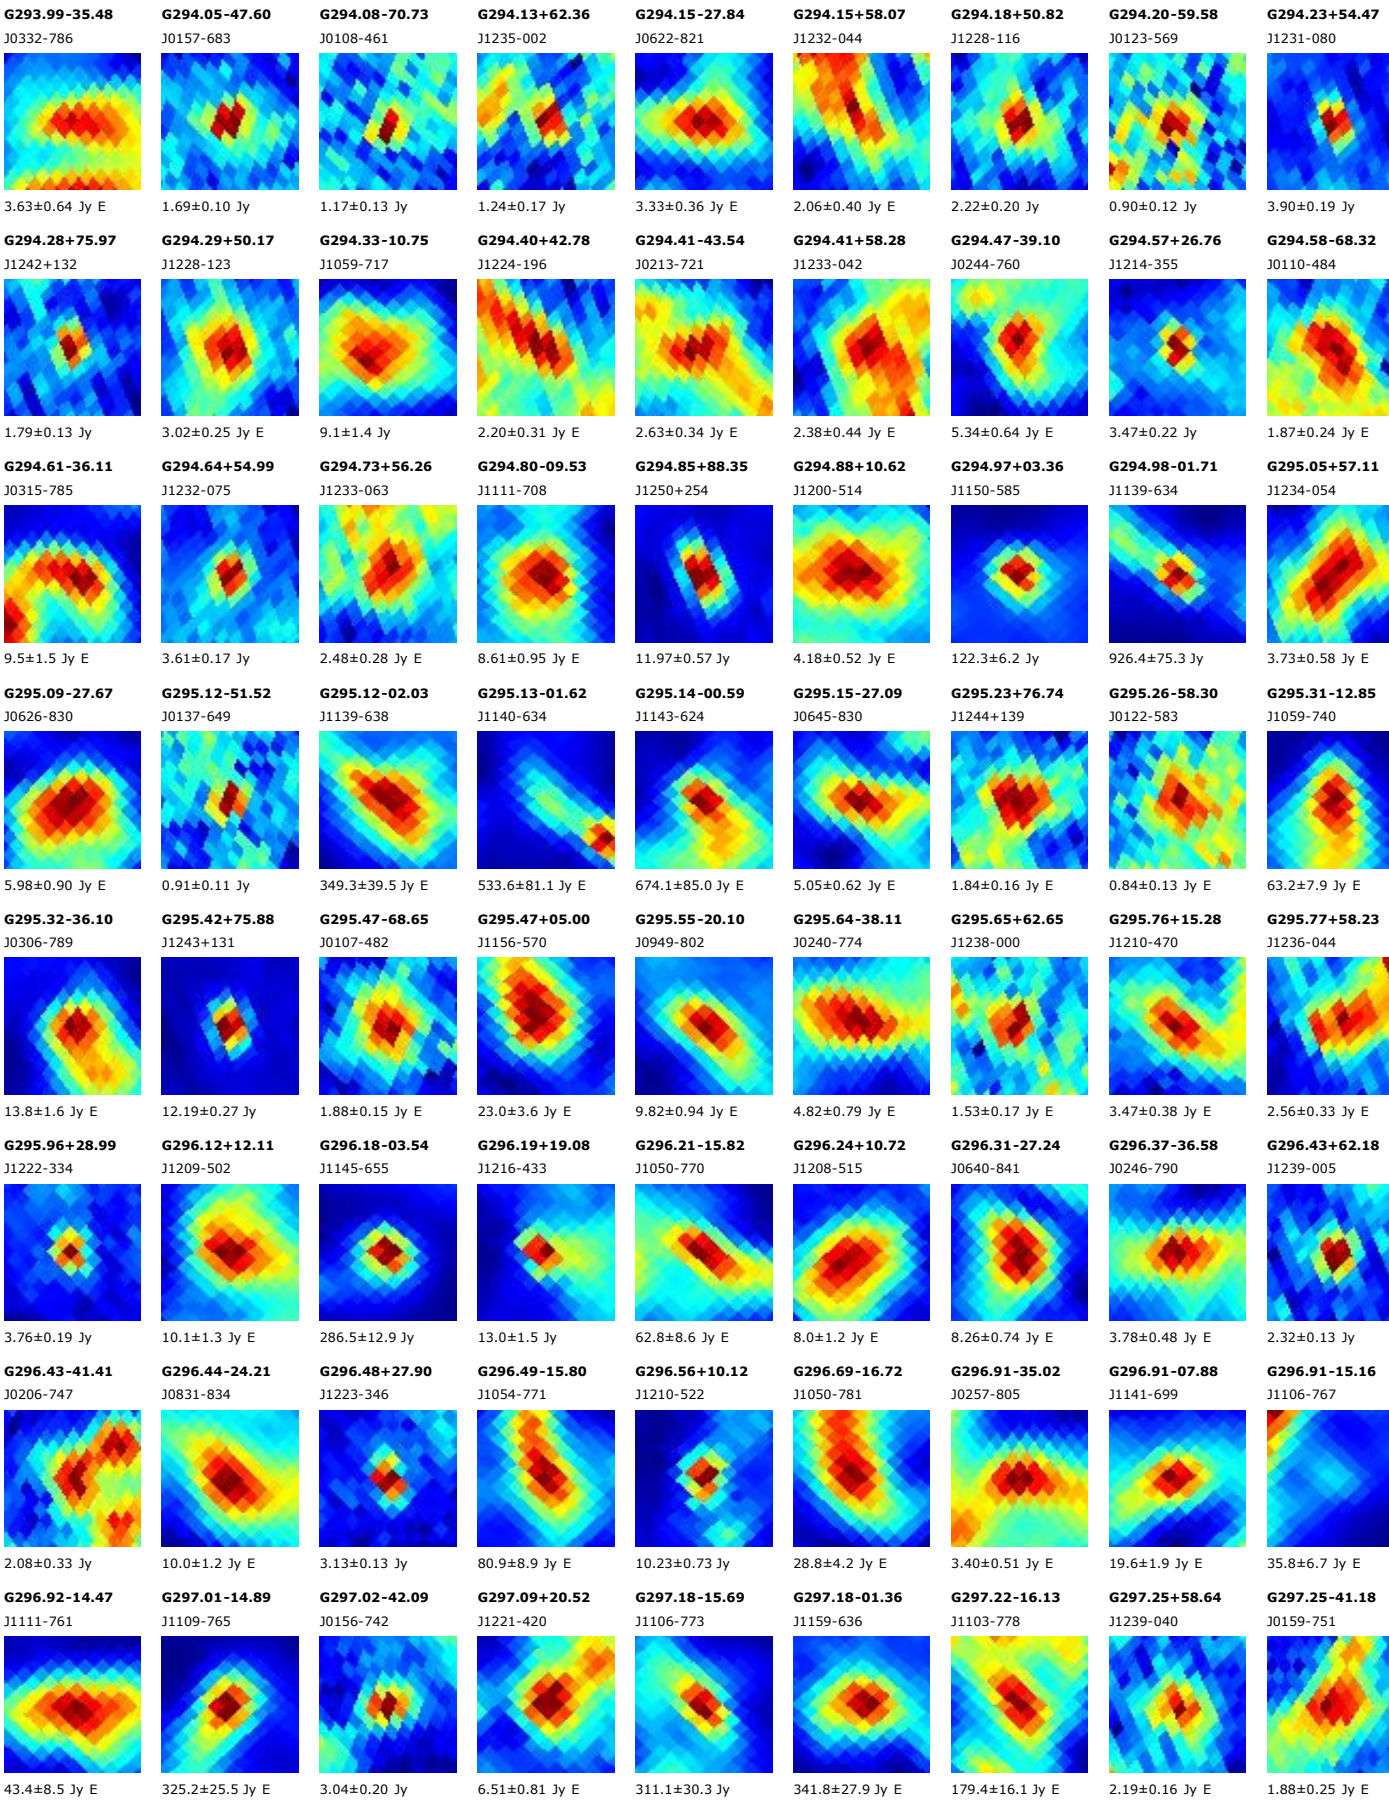 G293.99-35.48 G294.05-47.60 G294.08-70.73 G294.13+62.36 G294.15-27.84 G294.15+58.07 G294.18+50.82 G294.20-59.58 G294.23+54.47
J0332-786 J0157-683 J0108-461 J1235-002 J0622-821 J1232-044 J1228-116 J0123-569 J1231-080
3.63±0.64 Jy E 1.69±0.10 Jy 1.17±0.13 Jy 1.24±0.17 Jy 3.33±0.36 Jy E 2.06±0.40 Jy E 2.22±0.20 Jy 0.90±0.12 Jy 3.90±0.19 Jy
G294.28+75.97 G294.29+50.17 G294.33-10.75 G294.40+42.78 G294.41-43.54 G294.41+58.28 G294.47-39.10 G294.57+26.76 G294.58-68.32
J1242+132 J1228-123 J1059-717 J1224-196 J0213-721 J1233-042 J0244-760 J1214-355 J0110-484
1.79±0.13 Jy 3.02±0.25 Jy E 9.1±1.4 Jy 2.20±0.31 Jy E 2.63±0.34 Jy E 2.38±0.44 Jy E 5.34±0.64 Jy E 3.47±0.22 Jy 1.87±0.24 Jy E
G294.61-36.11 G294.64+54.99 G294.73+56.26 G294.80-09.53 G294.85+88.35 G294.88+10.62 G294.97+03.36 G294.98-01.71 G295.05+57.11
J0315-785 J1232-075 J1233-063 J1111-708 J1250+254 J1200-514 J1150-585 J1139-634 J1234-054
9.5±1.5 Jy E 3.61±0.17 Jy 2.48±0.28 Jy E 8.61±0.95 Jy E 11.97±0.57 Jy 4.18±0.52 Jy E 122.3±6.2 Jy 926.4±75.3 Jy 3.73±0.58 Jy E
G295.09-27.67 G295.12-51.52 G295.12-02.03 G295.13-01.62 G295.14-00.59 G295.15-27.09 G295.23+76.74 G295.26-58.30 G295.31-12.85
J0626-830 J0137-649 J1139-638 J1140-634 J1143-624 J0645-830 J1244+139 J0122-583 J1059-740
5.98±0.90 Jy E 0.91±0.11 Jy 349.3±39.5 Jy E 533.6±81.1 Jy E 674.1±85.0 Jy E 5.05±0.62 Jy E 1.84±0.16 Jy E 0.84±0.13 Jy E 63.2±7.9 Jy E
G295.32-36.10 G295.42+75.88 G295.47-68.65 G295.47+05.00 G295.55-20.10 G295.64-38.11 G295.65+62.65 G295.76+15.28 G295.77+58.23
J0306-789 J1243+131 J0107-482 J1156-570 J0949-802 J0240-774 J1238-000 J1210-470 J1236-044
13.8±1.6 Jy E 12.19±0.27 Jy 1.88±0.15 Jy E 23.0±3.6 Jy E 9.82±0.94 Jy E 4.82±0.79 Jy E 1.53±0.17 Jy E 3.47±0.38 Jy E 2.56±0.33 Jy E
G295.96+28.99 G296.12+12.11 G296.18-03.54 G296.19+19.08 G296.21-15.82 G296.24+10.72 G296.31-27.24 G296.37-36.58 G296.43+62.18
J1222-334 J1209-502 J1145-655 J1216-433 J1050-770 J1208-515 J0640-841 J0246-790 J1239-005
3.76±0.19 Jy 10.1±1.3 Jy E 286.5±12.9 Jy 13.0±1.5 Jy 62.8±8.6 Jy E 8.0±1.2 Jy E 8.26±0.74 Jy E 3.78±0.48 Jy E 2.32±0.13 Jy
G296.43-41.41 G296.44-24.21 G296.48+27.90 G296.49-15.80 G296.56+10.12 G296.69-16.72 G296.91-35.02 G296.91-07.88 G296.91-15.16
J0206-747 J0831-834 J1223-346 J1054-771 J1210-522 J1050-781 J0257-805 J1141-699 J1106-767
2.08±0.33 Jy 10.0±1.2 Jy E 3.13±0.13 Jy 80.9±8.9 Jy E 10.23±0.73 Jy 28.8±4.2 Jy E 3.40±0.51 Jy E 19.6±1.9 Jy E 35.8±6.7 Jy E
G296.92-14.47 G297.01-14.89 G297.02-42.09 G297.09+20.52 G297.18-15.69 G297.18-01.36 G297.22-16.13 G297.25+58.64 G297.25-41.18
J1111-761 J1109-765 J0156-742 J1221-420 J1106-773 J1159-636 J1103-778 J1239-040 J0159-751
43.4±8.5 Jy E 325.2±25.5 Jy E 3.04±0.20 Jy 6.51±0.81 Jy E 311.1±30.3 Jy 341.8±27.9 Jy E 179.4±16.1 Jy E 2.19±0.16 Jy E 1.88±0.25 Jy E